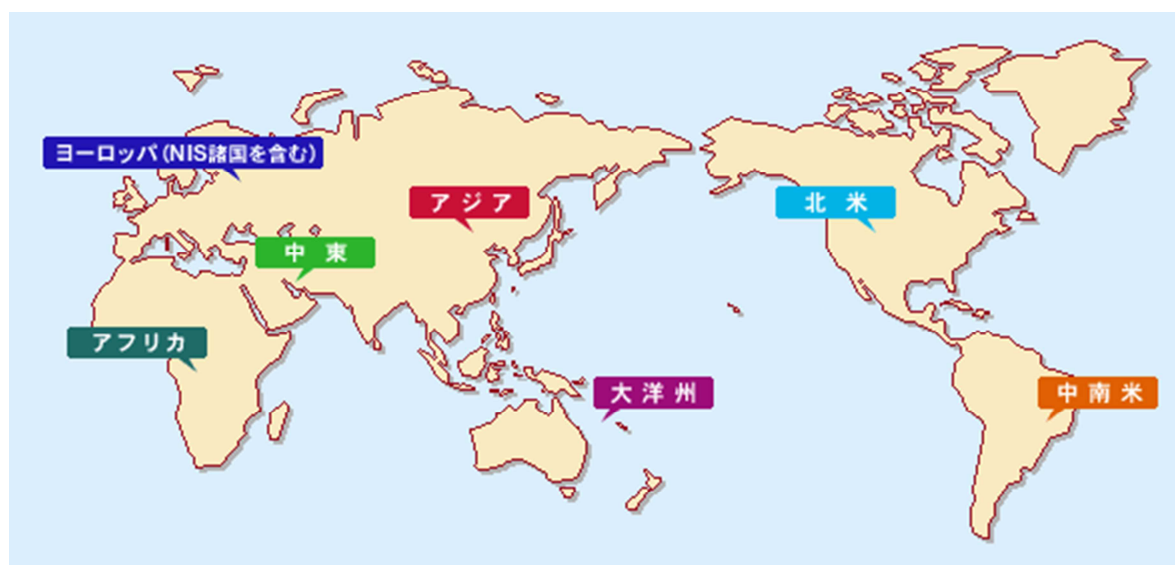 ヨーロッパ(NIS諸国を含む)
アジア
北米
中東
アフリカ
大洋州
中南米